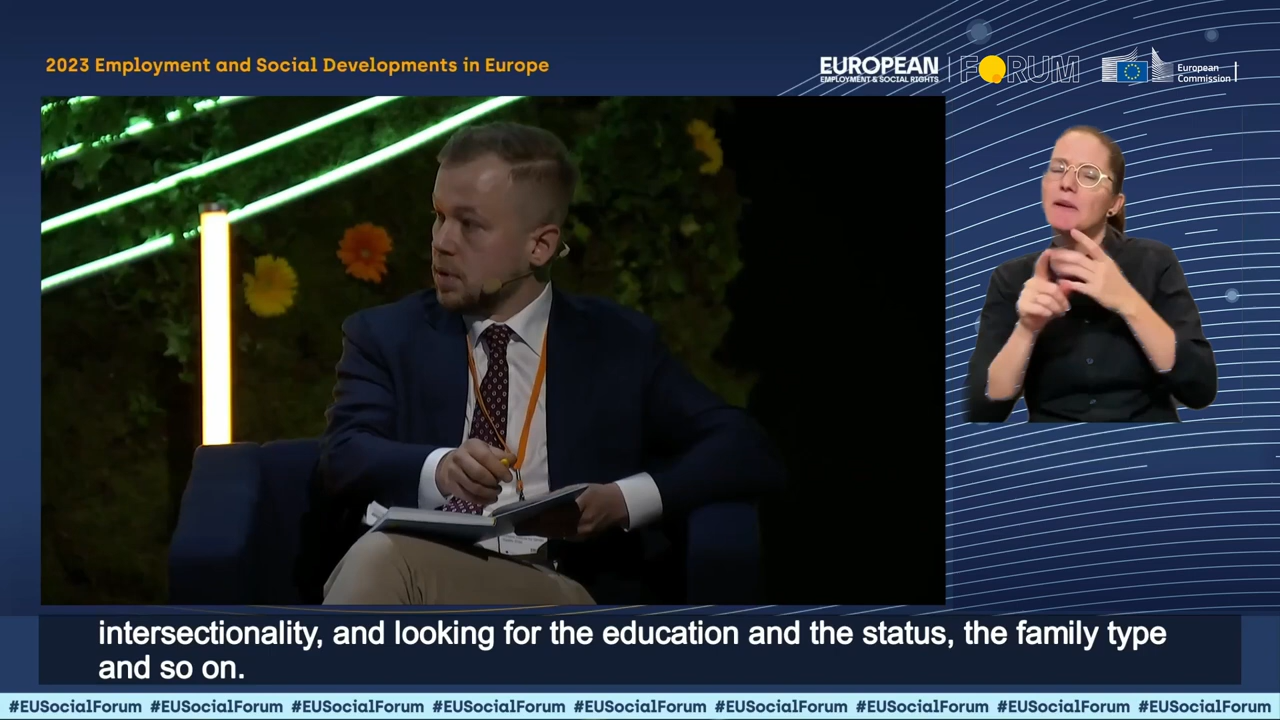 2023 Employment and Social Developments in Europe
EUROPEAN
EMPLOYMENT & SOCIAL RIGHTS
FORUM
European
Commission
intersectionality, and looking for the education and the status, the family type
and so on.
#EUSocialForum #EUSocialForum #EUSocialForum #EUSocialForum #EUSocialForum #EUSocialForum #EUSocialForum #EUSocialForum #EUSocialForum